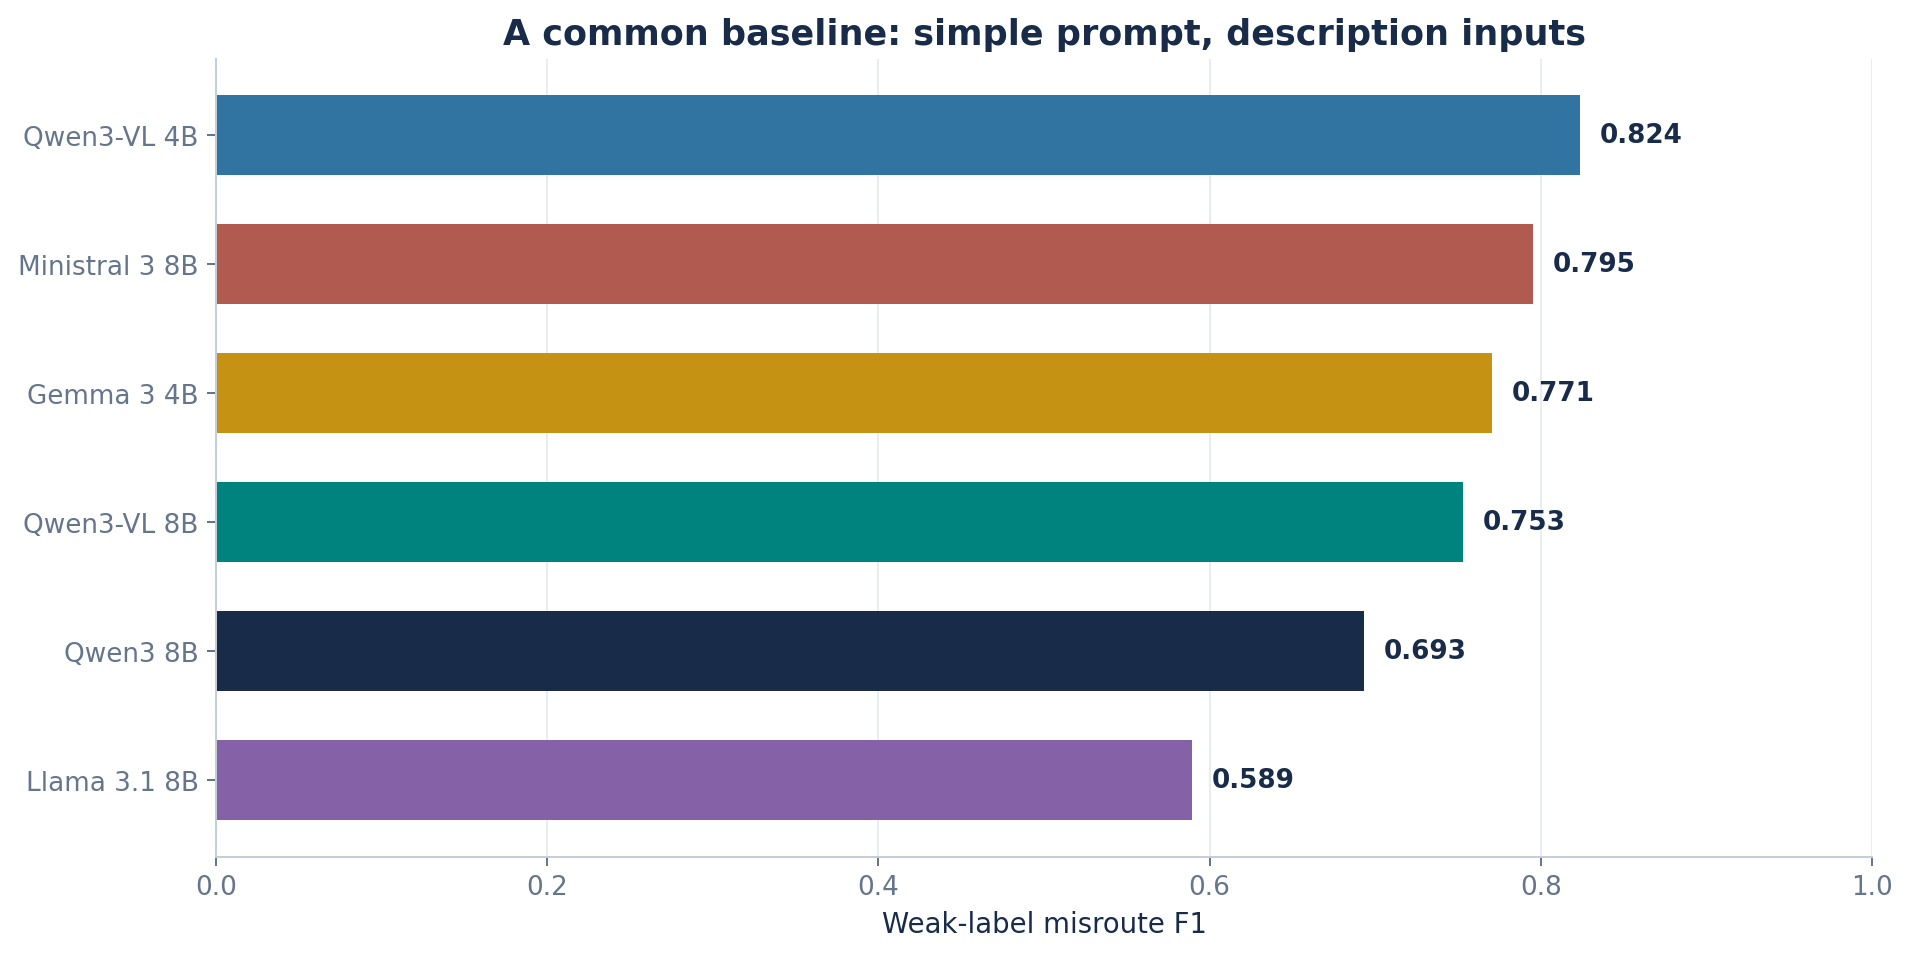 A common baseline: simple prompt, description inputs
Qwen3-VL 4B
0.824
Ministral 3 8B
0.795
Gemma 3 4B
0.771
Qwen3-VL 8B
0.753
Qwen3 8B
0.693
Llama 3.1 8B
0.589
0.0 0.2 0.4 0.6 0.8 1.0
Weak-label misroute F1